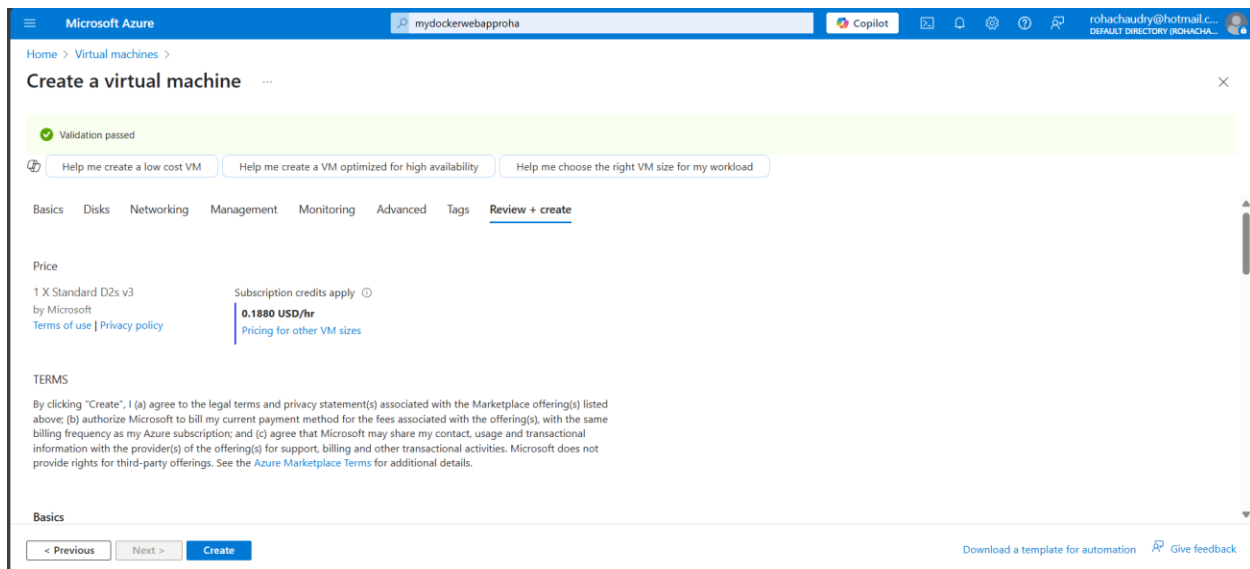 Microsoft Azure
mydockerwebapproha
Copilot
rohachaudry@hotmail.c...
DEFAULT DIRECTORY (ROHACHA...
Home > Virtual machines >
Create a virtual machine ...
Validation passed
Help me create a low cost VM
Help me create a VM optimized for high availability
Help me choose the right VM size for my workload
Basics Disks Networking Management Monitoring Advanced Tags Review + create
Price
1 X Standard D2s v3
by Microsoft
Terms of use | Privacy policy
Subscription credits apply
0.1880 USD/hr
Pricing for other VM sizes
TERMS
By clicking "Create", I (a) agree to the legal terms and privacy statement(s) associated with the Marketplace offering(s) listed
above; (b) authorize Microsoft to bill my current payment method for the fees associated with the offering(s), with the same
billing frequency as my Azure subscription; and (c) agree that Microsoft may share my contact, usage and transactional
information with the provider(s) of the offering(s) for support, billing and other transactional activities. Microsoft does not
provide rights for third-party offerings. See the Azure Marketplace Terms for additional details.
Basics
< Previous
Next >
Create
Download a template for automation
Give feedback